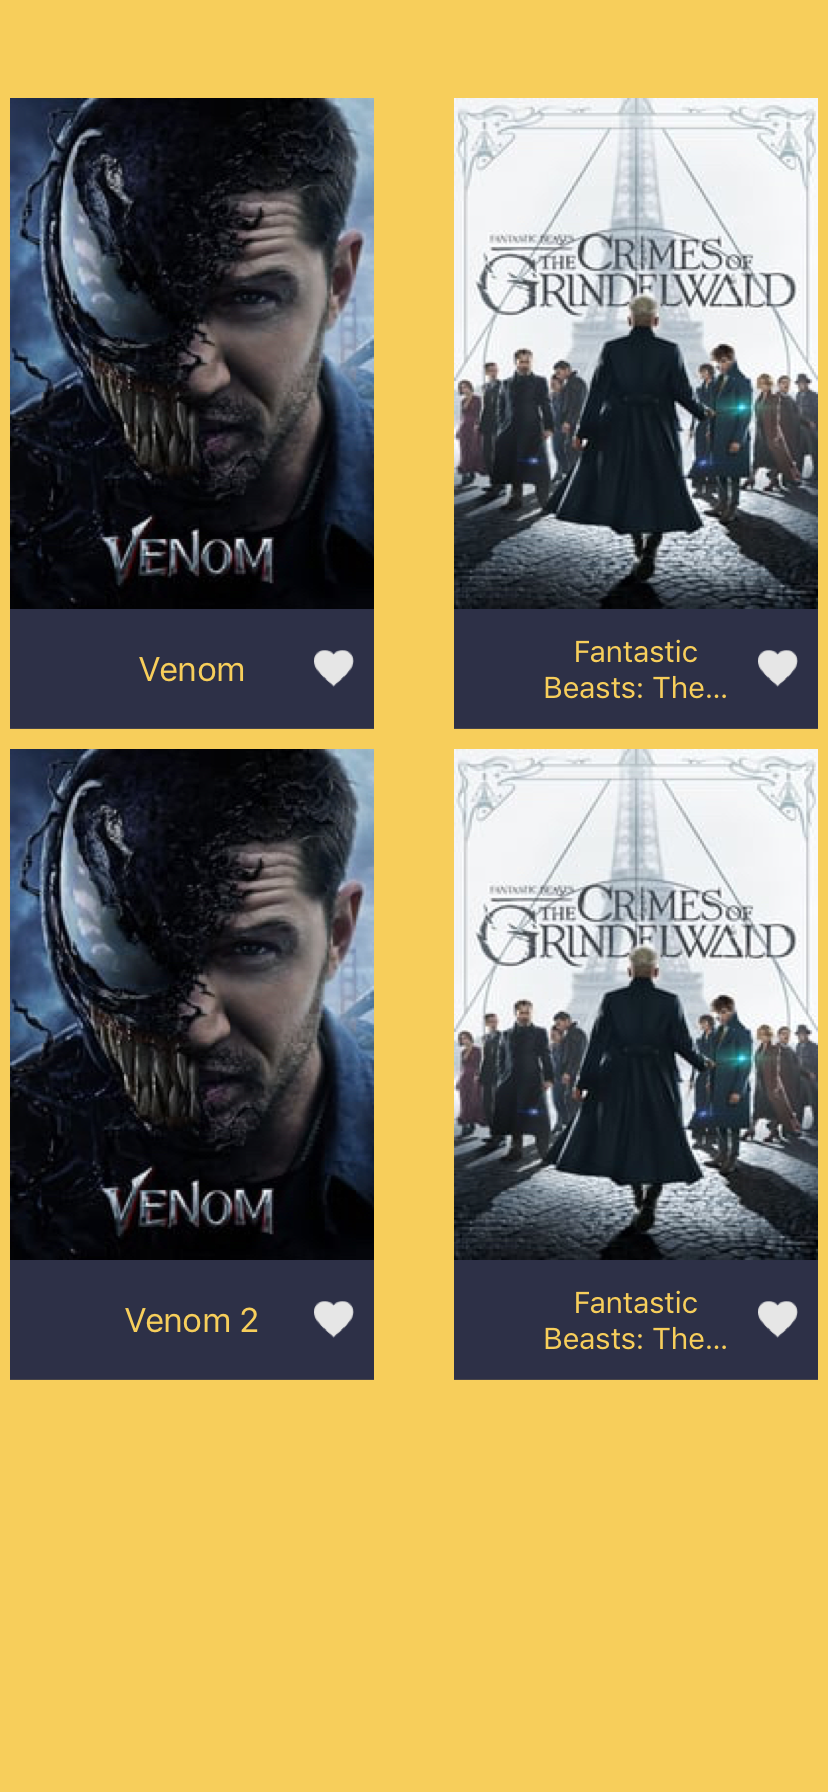 VENOM
FANTASTIC BEASTS
THE CRIMES OF
GRINDELWALD
Venom
Fantastic
Beasts: The...
VENOM
FANTASTIC BEASTS
THE CRIMES OF
GRINDELWALD
Venom 2
Fantastic
Beasts: The...